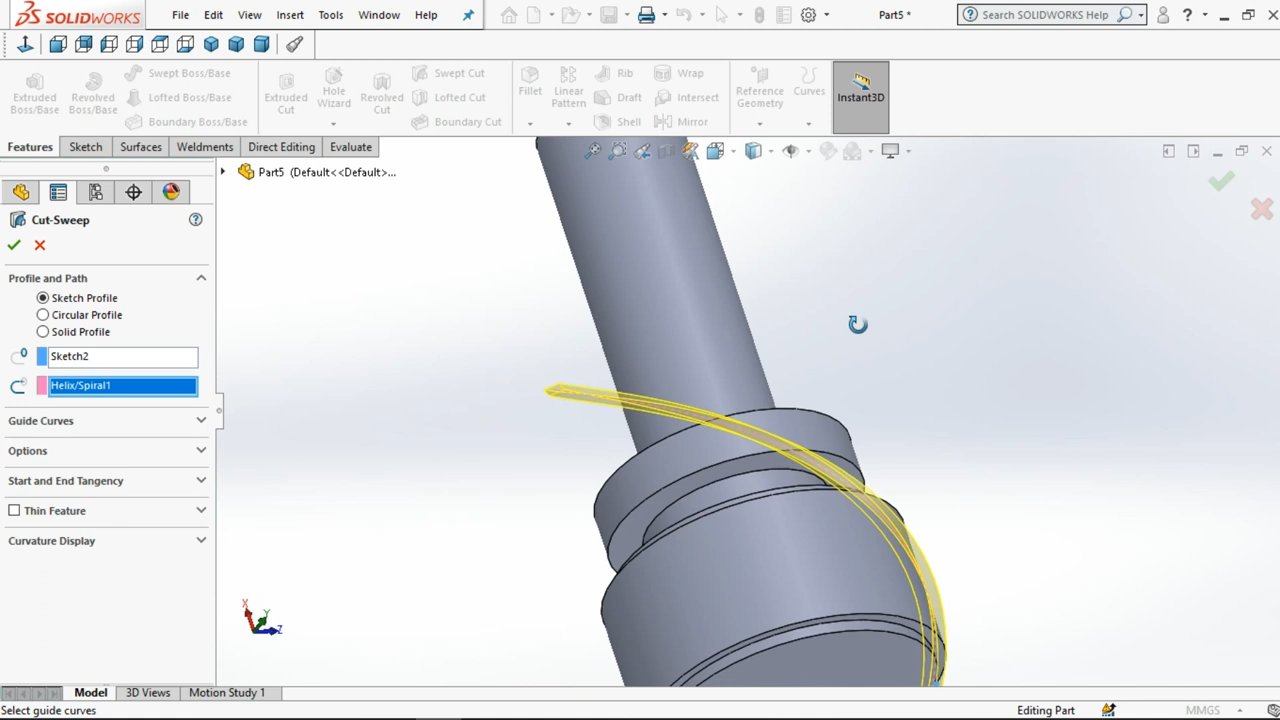 SOLIDWORKS File Edit View Insert Tools Window Help Part5 * Search SOLIDWORKS Help ?
Extruded Boss/Base
Revolved Boss/Base
Swept Boss/Base
Lofted Boss/Base
Boundary Boss/Base
Extruded Cut
Hole Wizard
Revolved Cut
Swept Cut
Lofted Cut
Boundary Cut
Fillet
Linear Pattern
Rib
Draft
Shell
Wrap
Intersect
Mirror
Reference Geometry
Curves
Instant3D
Features Sketch Surfaces Weldments Direct Editing Evaluate
Part5 (Default<<Default>...
Cut-Sweep
Profile and Path
Sketch Profile
Circular Profile
Solid Profile
Sketch2
Helix/Spiral1
Guide Curves
Options
Start and End Tangency
Thin Feature
Curvature Display
X
Y
Z
Model 3D Views Motion Study 1
Select guide curves Editing Part MMGS